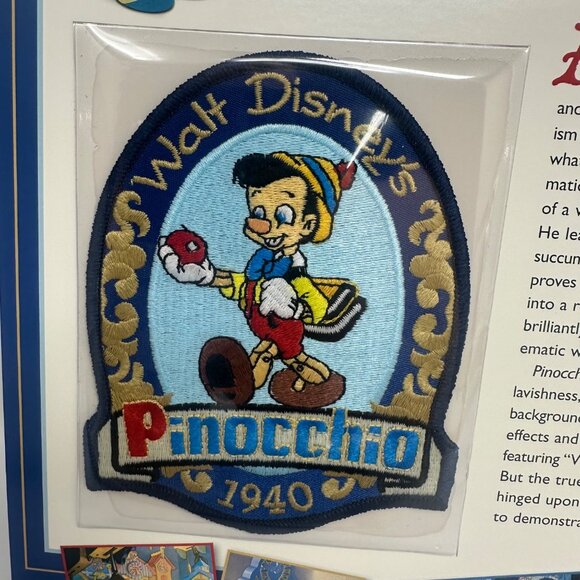 Walt Disney's
Pinocchio
1940
and
ism
what
matic
of a w
He lea
succum
proves
into a r
brilliantly
ematic w
Pinocch
lavishness,
background
effects and
featuring “V
But the true
hinged upon
to demonstra